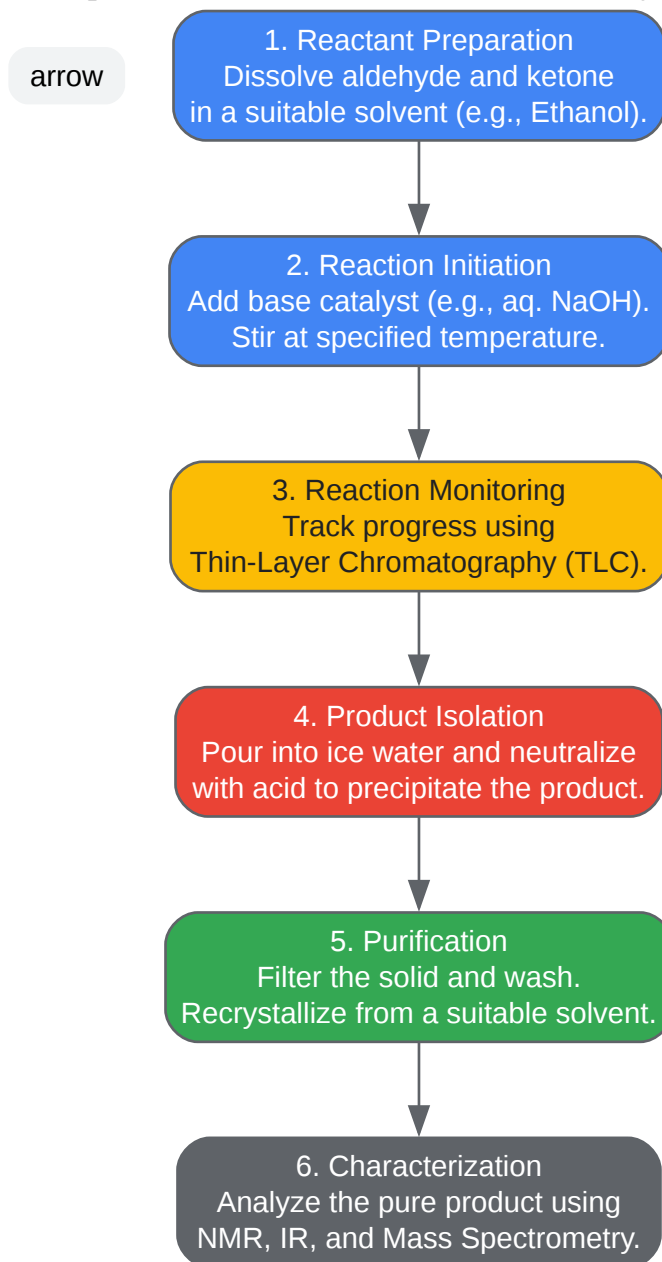 1. Reactant Preparation
Dissolve aldehyde and ketone
in a suitable solvent (e.g., Ethanol).
arrow
2. Reaction Initiation
Add base catalyst (e.g., aq. NaOH).
Stir at specified temperature.
3. Reaction Monitoring
Track progress using
Thin-Layer Chromatography (TLC).
4. Product Isolation
Pour into ice water and neutralize
with acid to precipitate the product.
5. Purification
Filter the solid and wash.
Recrystallize from a suitable solvent.
6. Characterization
Analyze the pure product using
NMR, IR, and Mass Spectrometry.